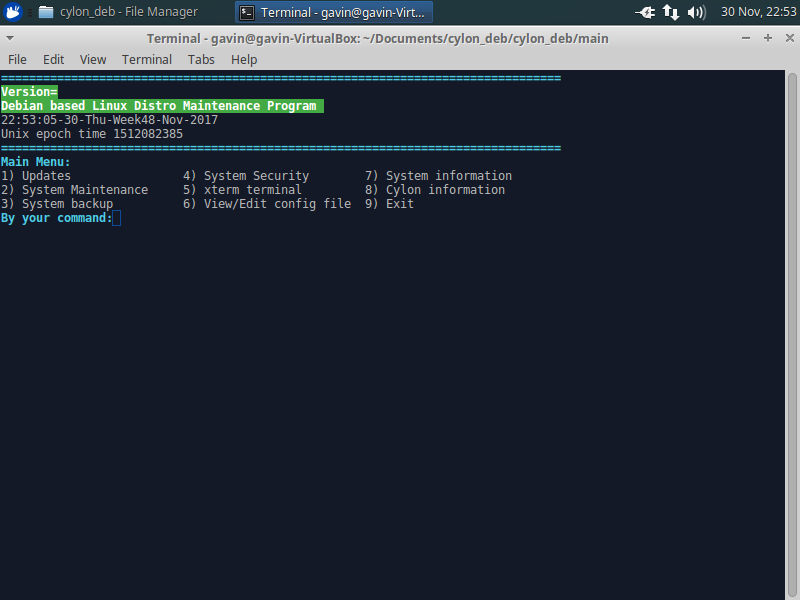 cylon_deb - File Manager
Terminal - gavin@gavin-Virt...
30 Nov, 22:53
Terminal - gavin@gavin-VirtualBox: ~/Documents/cylon_deb/cylon_deb/main
File Edit View Terminal Tabs Help
================================================================================
Version=
Debian based Linux Distro Maintenance Program
22:53:05-30-Thu-Week48-Nov-2017
Unix epoch time 1512082385
================================================================================
Main Menu:
1) Updates 4) System Security 7) System information
2) System Maintenance 5) xterm terminal 8) Cylon information
3) System backup 6) View/Edit config file 9) Exit
By your command: